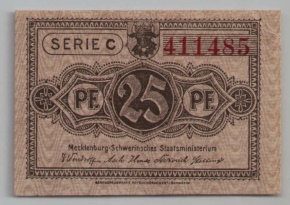 SERIE C 411485
PF. 25 PF.
Mecklenburg-Schwerinsches Staatsministerium